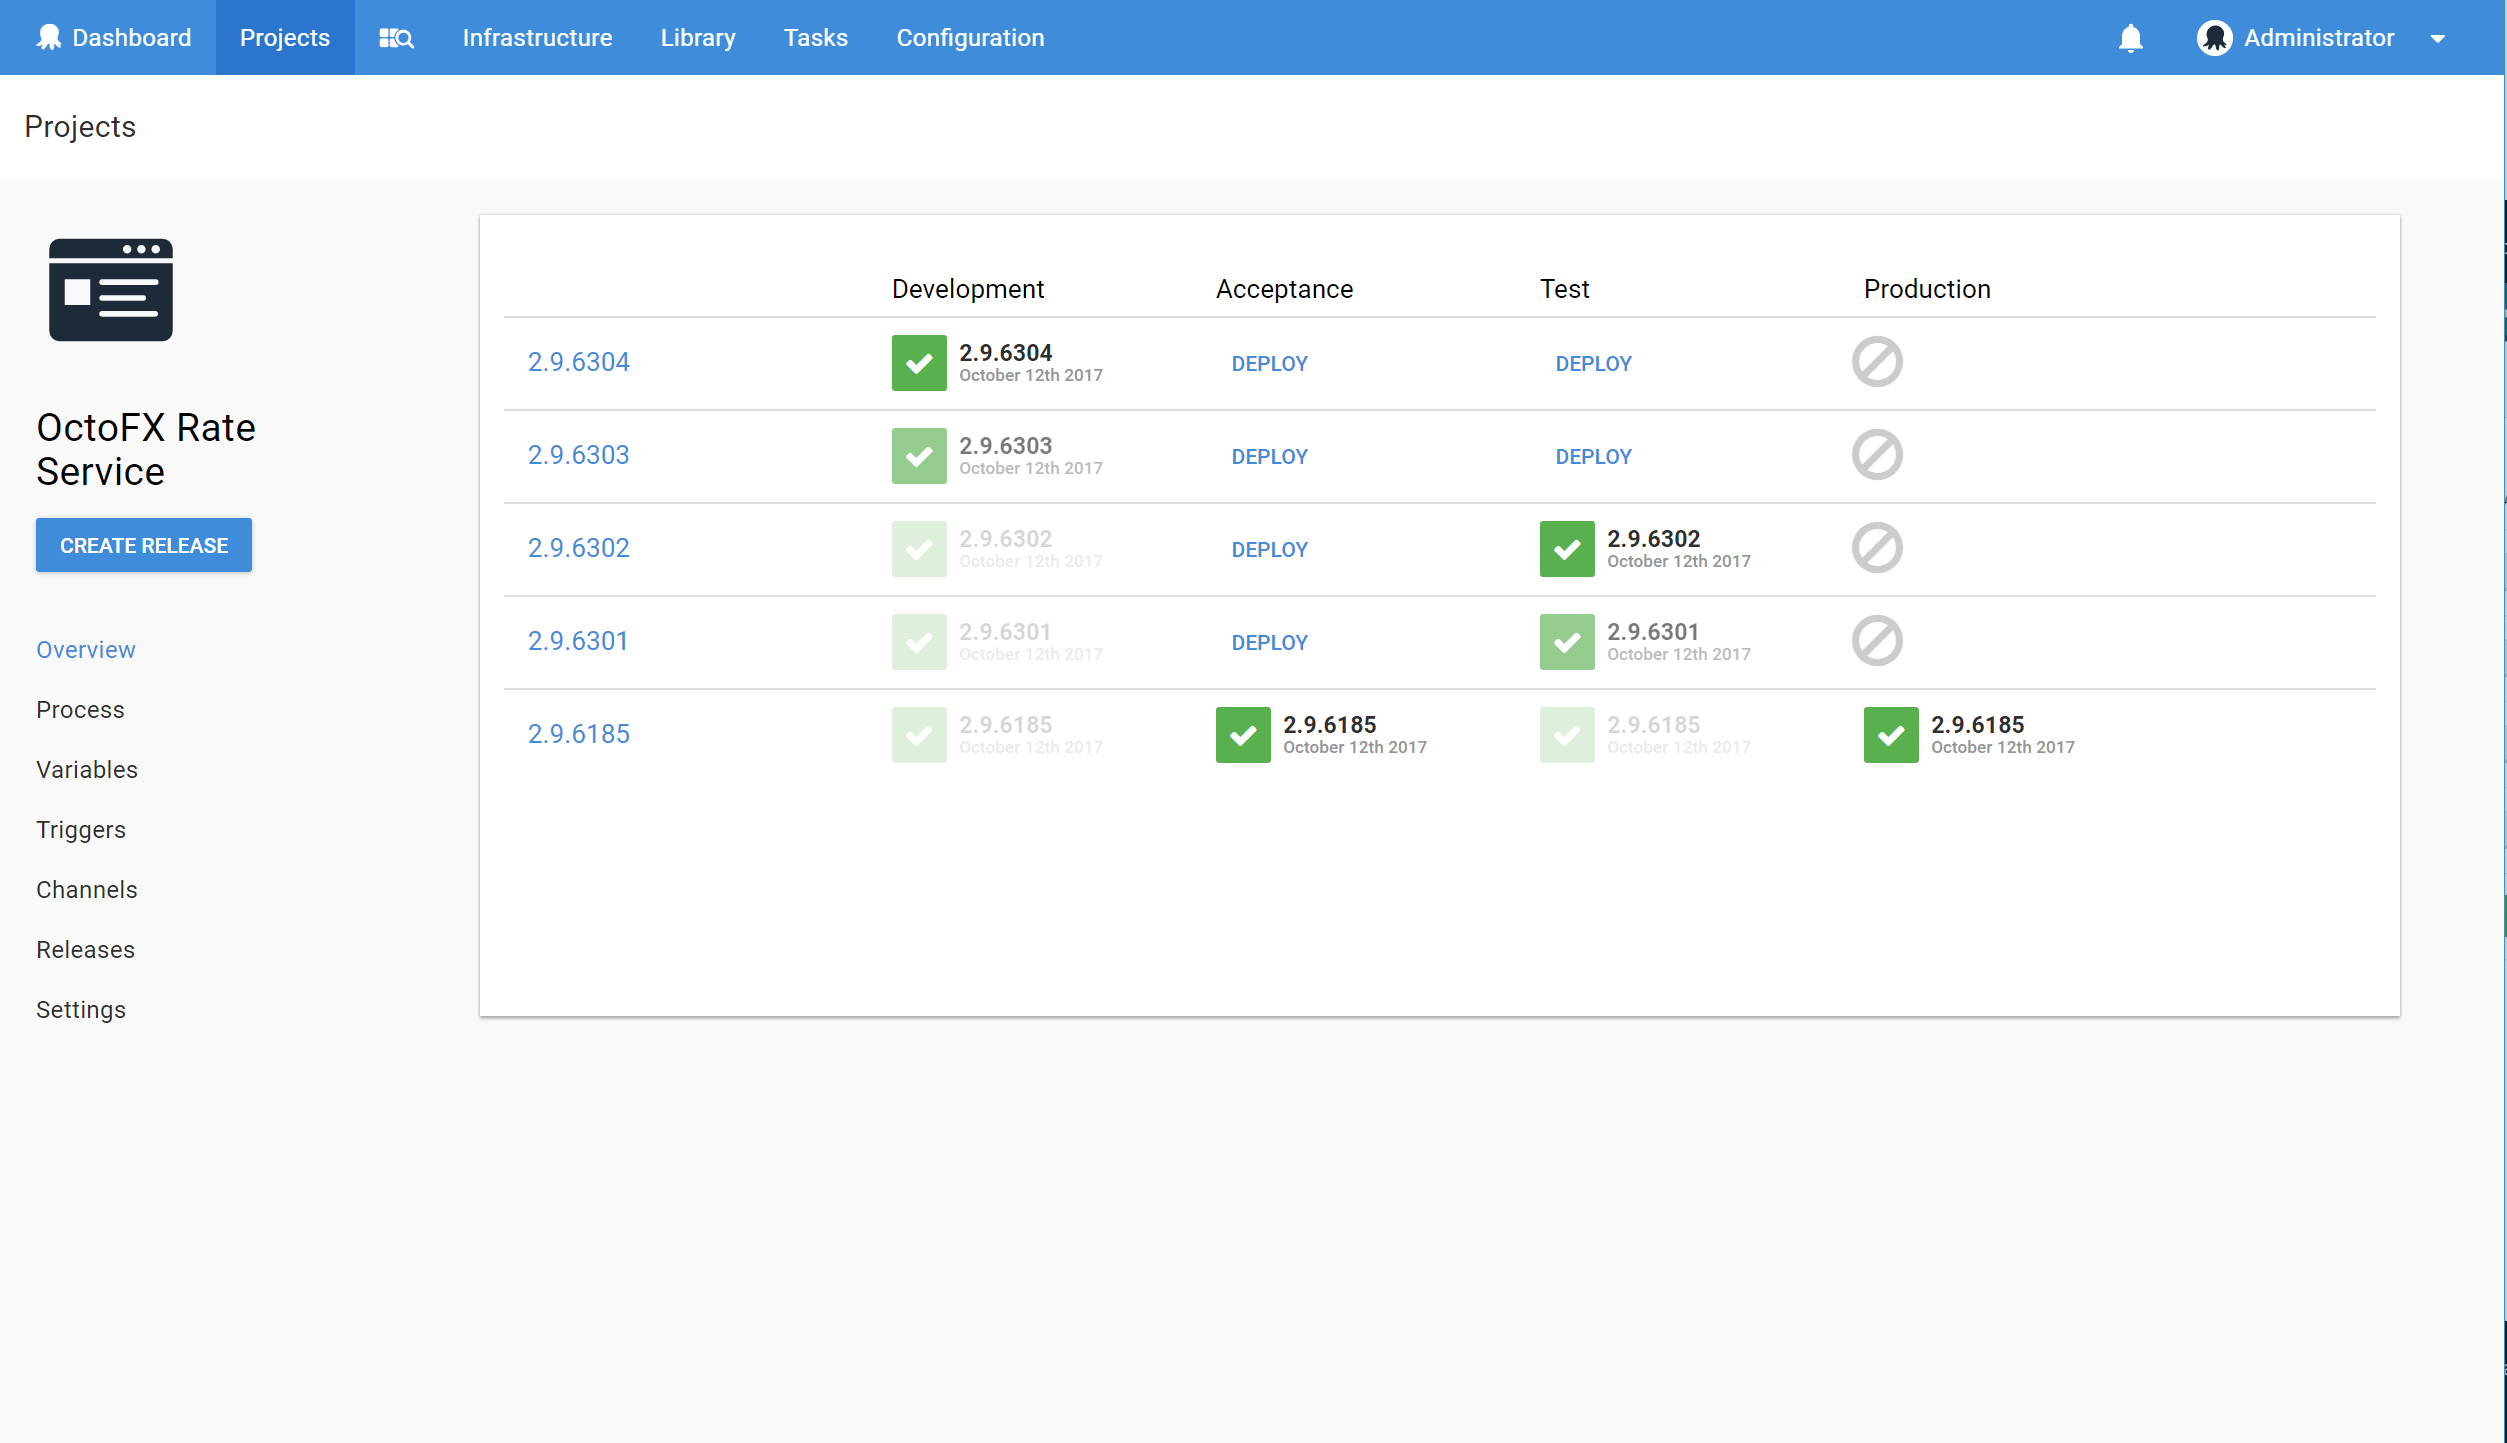 Dashboard Projects Infrastructure Library Tasks Configuration Administrator
Projects
OctoFX Rate
Service
CREATE RELEASE
Overview
Process
Variables
Triggers
Channels
Releases
Settings
Development Acceptance Test Production
2.9.6304 2.9.6304 DEPLOY DEPLOY
October 12th 2017
2.9.6303 2.9.6303 DEPLOY DEPLOY
October 12th 2017
2.9.6302 2.9.6302 DEPLOY 2.9.6302
October 12th 2017 October 12th 2017
2.9.6301 2.9.6301 DEPLOY 2.9.6301
October 12th 2017 October 12th 2017
2.9.6185 2.9.6185 2.9.6185 2.9.6185 2.9.6185
October 12th 2017 October 12th 2017 October 12th 2017 October 12th 2017